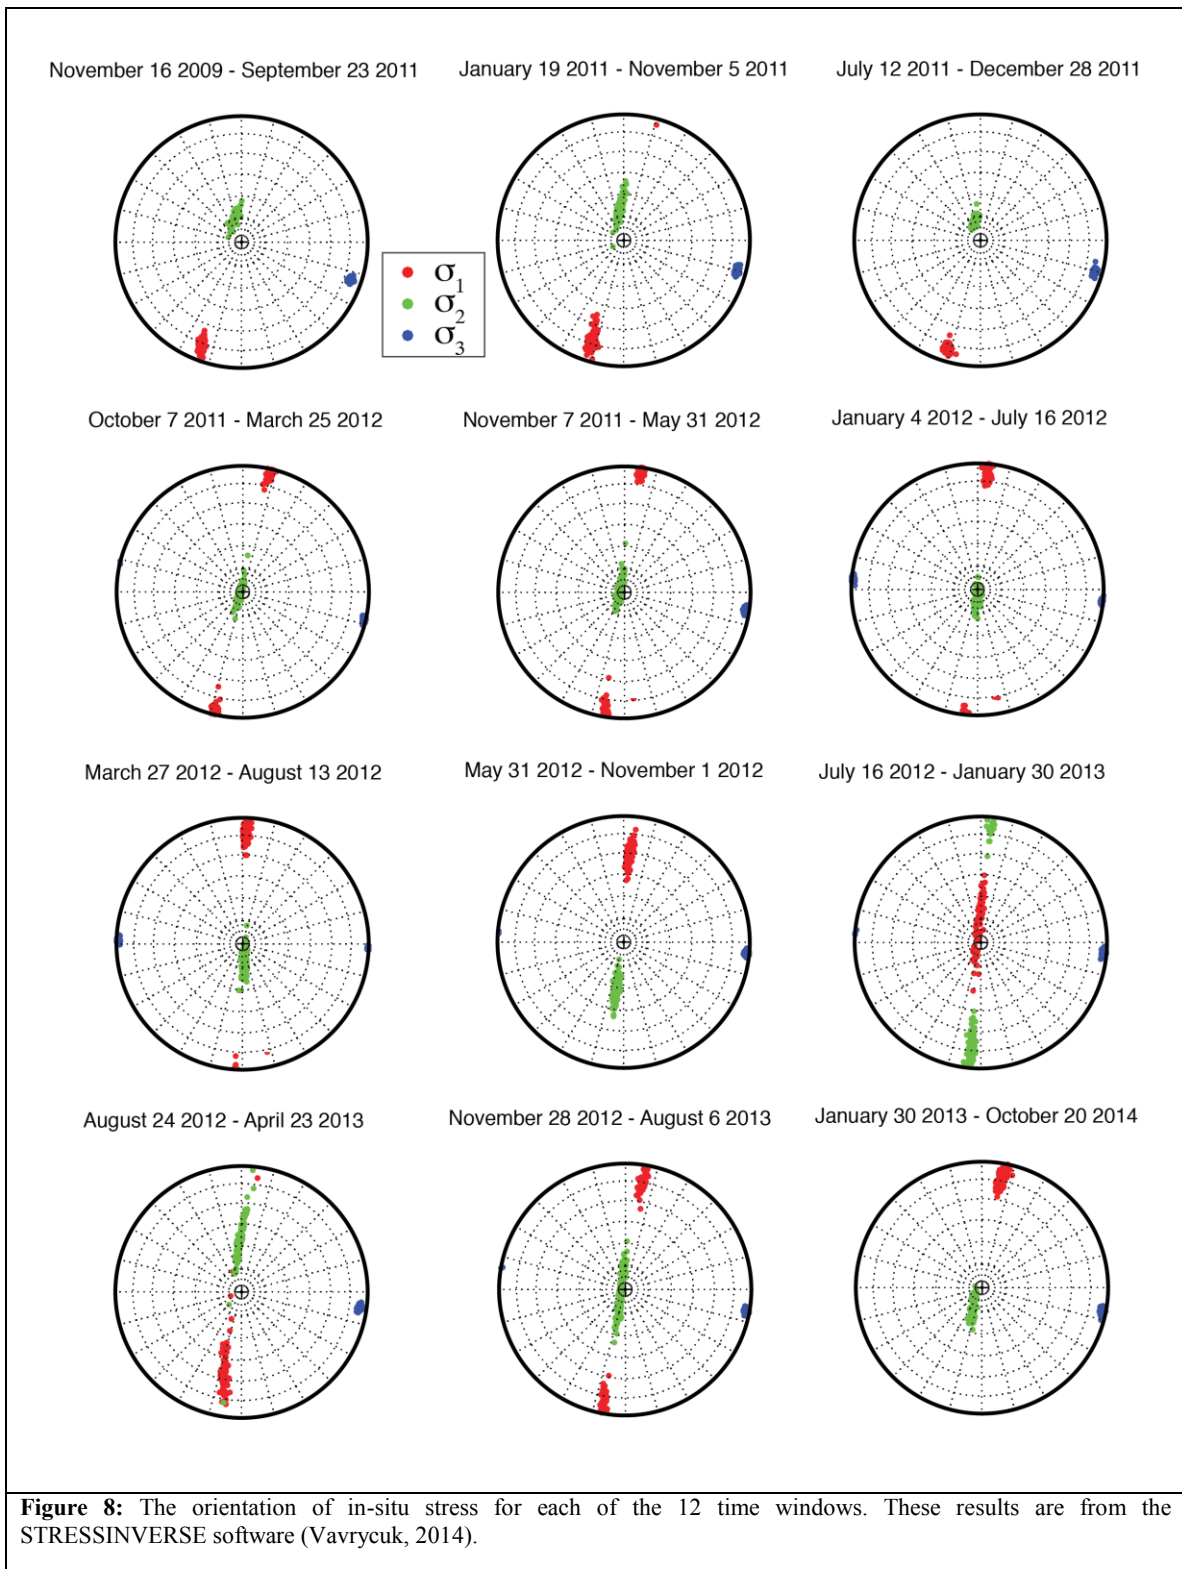 November 16 2009 - September 23 2011
January 19 2011 - November 5 2011
July 12 2011 - December 28 2011
σ1
σ2
σ3
October 7 2011 - March 25 2012
November 7 2011 - May 31 2012
January 4 2012 - July 16 2012
March 27 2012 - August 13 2012
May 31 2012 - November 1 2012
July 16 2012 - January 30 2013
August 24 2012 - April 23 2013
November 28 2012 - August 6 2013
January 30 2013 - October 20 2014
Figure 8: The orientation of in-situ stress for each of the 12 time windows. These results are from the
STRESSINVERSE software (Vavrycuk, 2014).